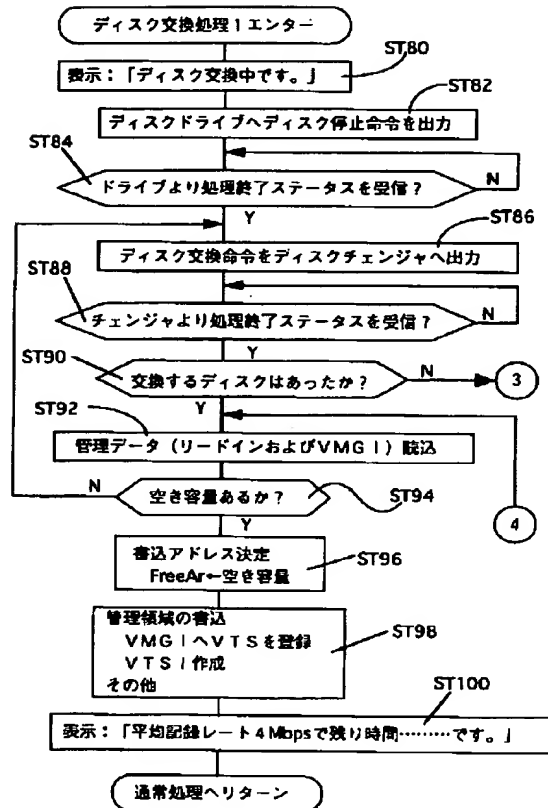 ディスク交換処理1エンター
ST80
表示：「ディスク交換中です。」
ST82
ディスクドライブへディスク停止命令を出力
ST84
ドライブより処理終了ステータスを受信？
N
Y
ST86
ディスク交換命令をディスクチェンジャへ出力
ST88
チェンジャより処理終了ステータスを受信？
N
Y
ST90
交換するディスクはあったか？
N
3
Y
ST92
管理データ（リードインおよびVMGI）読込
N
空き容量あるか？
ST94
4
Y
書込アドレス決定
FreeAr←空き容量
ST96
管理領域の書込
VMGIへVTSを登録
VTSI作成
その他
ST98
ST100
表示：「平均記録レート4Mbpsで残り時間………です。」
通常処理へリターン